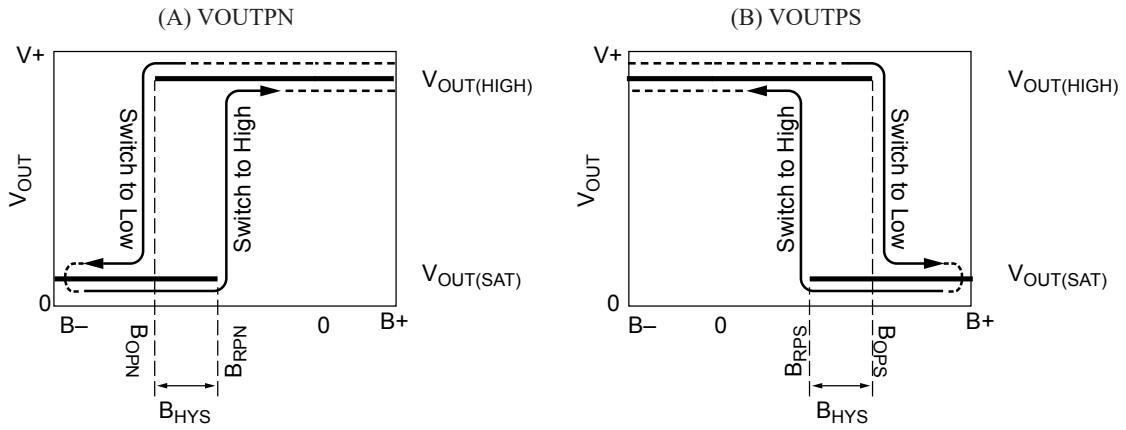 (A) VOUTPN
V+
VOUT
0
Switch to Low
Switch to High
VOUT(HIGH)
VOUT(SAT)
B–
BOPN
BRPN
0
B+
BHYS
(B) VOUTPS
V+
VOUT
0
Switch to High
Switch to Low
VOUT(HIGH)
VOUT(SAT)
B–
0
BRPS
BOPS
B+
BHYS